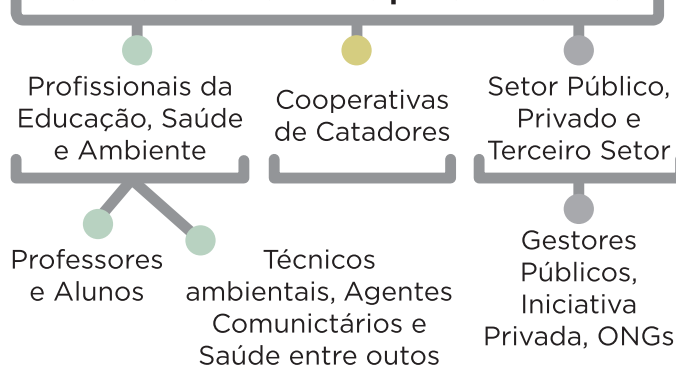 Profissionais da
Educação, Saúde
e Ambiente
Cooperativas
de Catadores
Setor Público,
Privado e
Terceiro Setor
Professores
e Alunos
Técnicos
ambientais, Agentes
Comunictários e
Saúde entre outos
Gestores
Públicos,
Iniciativa
Privada, ONGs